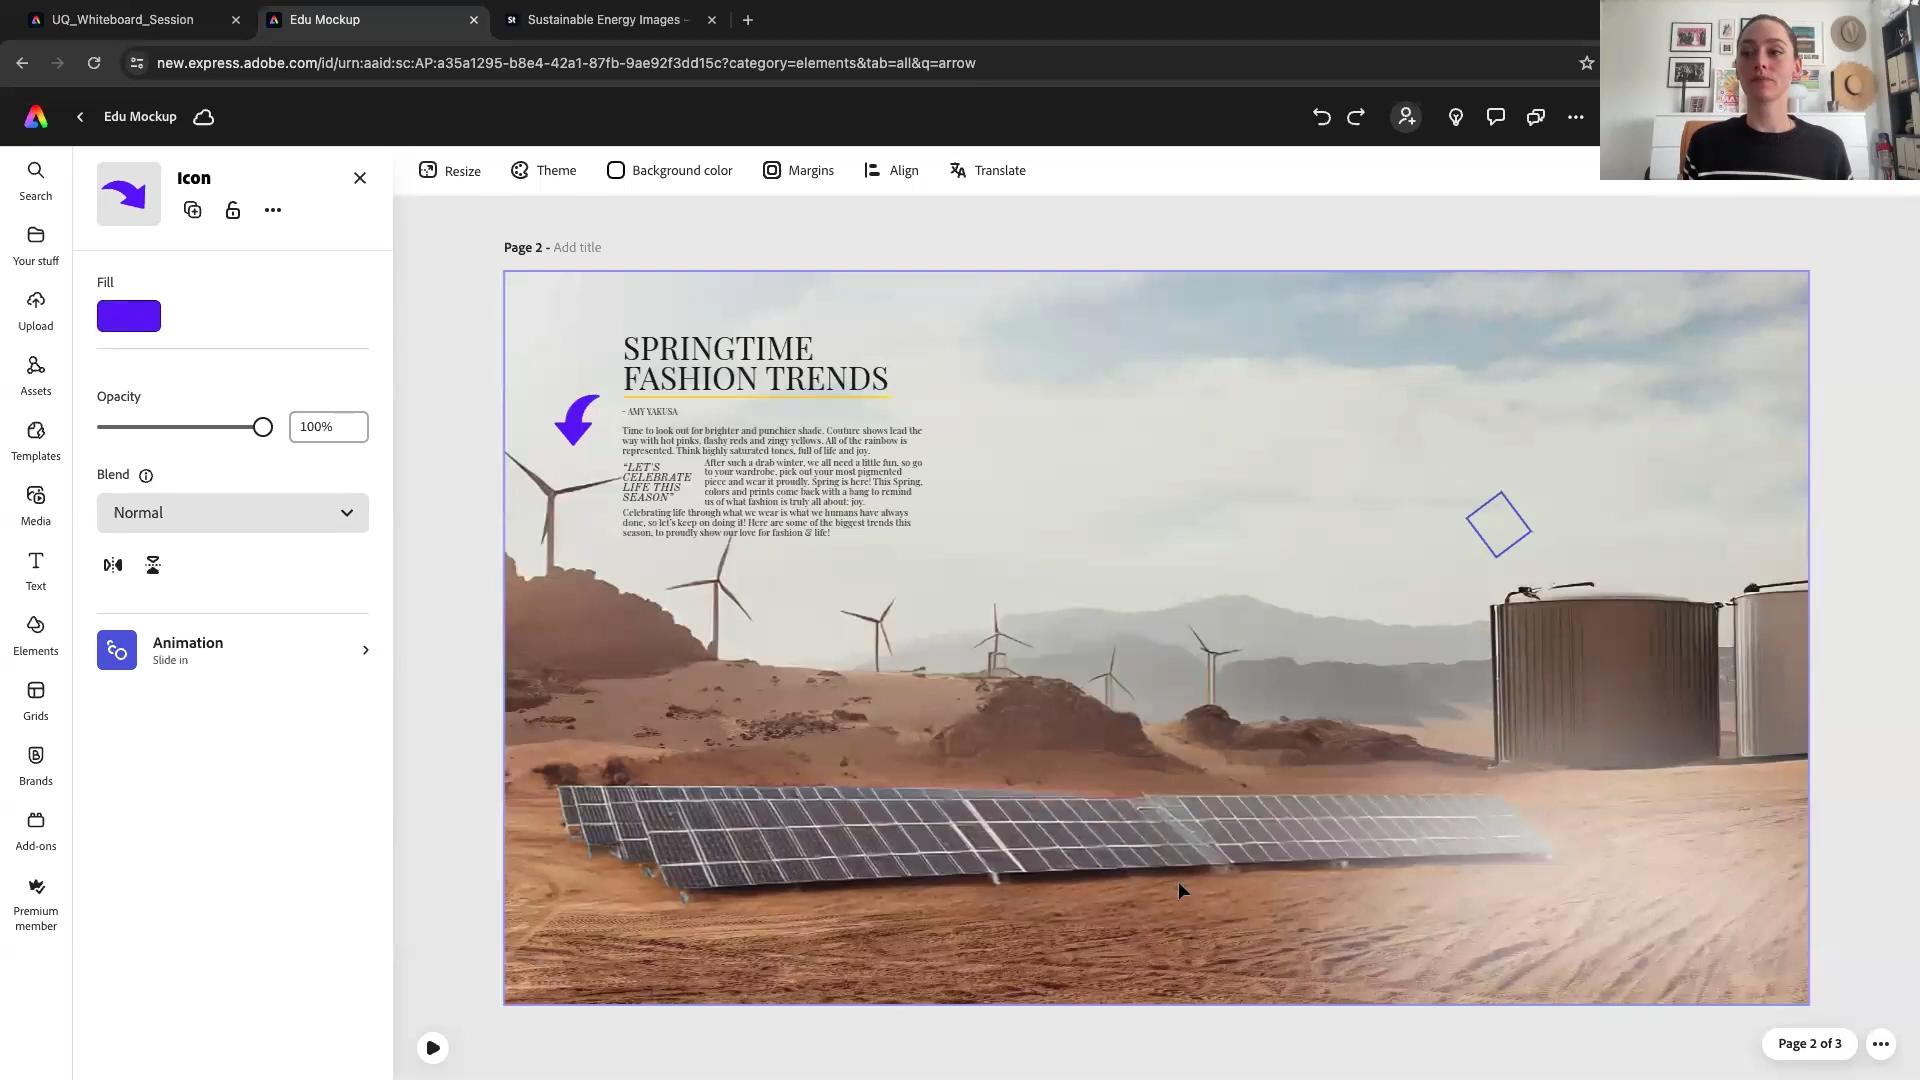 UQ_Whiteboard_Session
Edu Mockup
Sustainable Energy Images -
new.express.adobe.com/id/urn:aaid:sc:AP:a35a1295-b8e4-42a1-87fb-9ae92f3dd15c?category=elements&tab=all&q=arrow
Edu Mockup
Search
Your stuff
Upload
Assets
Templates
Media
Text
Elements
Grids
Brands
Add-ons
Premium
member
Icon
Fill
Opacity
100%
Blend
Normal
Animation
Slide in
Resize
Theme
Background color
Margins
Align
Translate
Page 2 - Add title
SPRINGTIME
FASHION TRENDS
- AMY YAKUSA
Time to look out for brighter and punchier shade. Couture shows lead the
way with hot pinks, flashy reds and zingy yellows. All of the rainbow is
represented. Think highly saturated tones, full of life and joy.
"LET'S
CELEBRATE
LIFE THIS
SEASON"
After such a drab winter, we all need a little fun, so go
to your wardrobe, pick out your most pigmented
piece and wear it proudly. Spring is here! This Spring,
colors and prints come back with a bang to remind
us of what fashion is truly all about; joy.
Celebrating life through what we wear is what we humans have always
done, so let's keep on doing it! Here are some of the biggest trends this
season, to proudly show our love for fashion & life!
Page 2 of 3